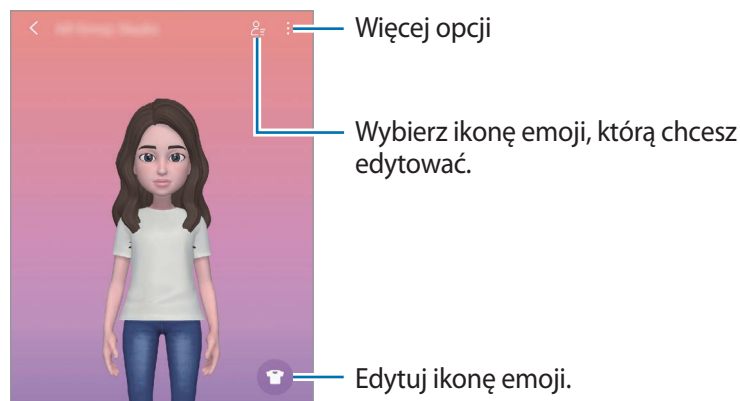 Więcej opcji
Wybierz ikonę emoji, którą chcesz
edytować.
Edytuj ikonę emoji.